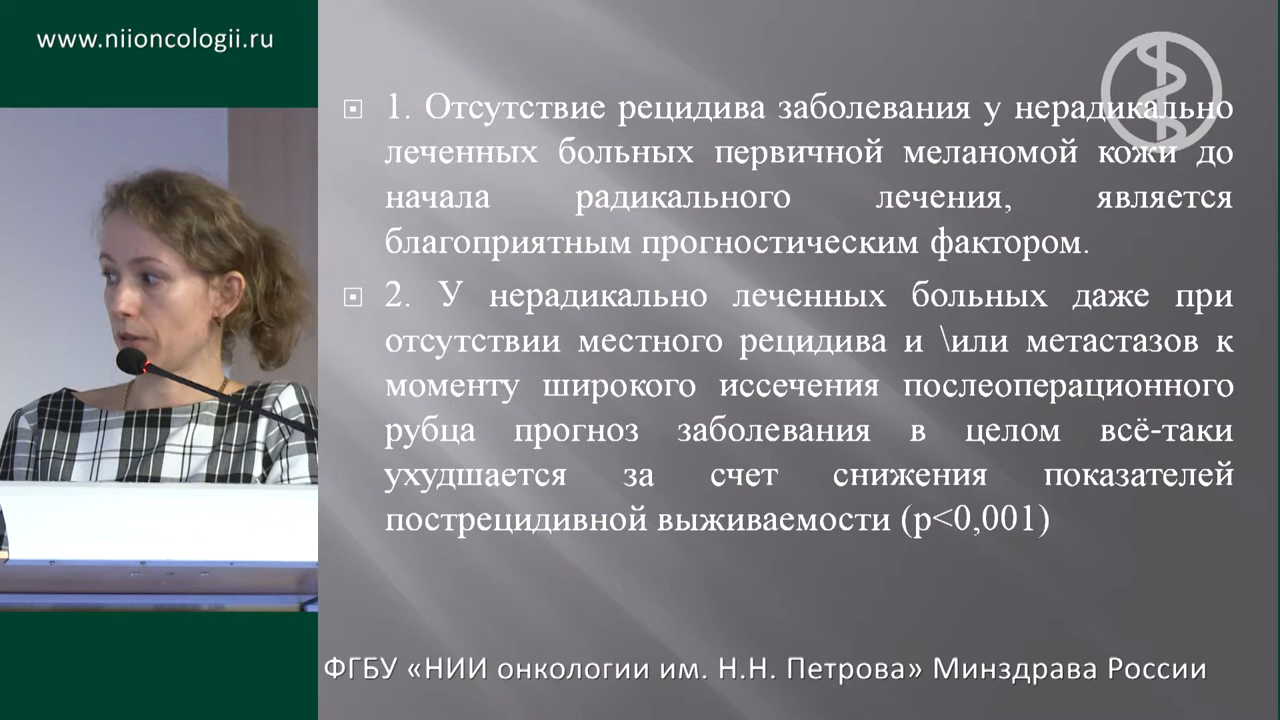 www.niioncologii.ru
1. Отсутствие рецидива заболевания у нерадикально
леченных больных первичной меланомой кожи до
начала радикального лечения, является
благоприятным прогностическим фактором.
2. У нерадикально леченных больных даже при
отсутствии местного рецидива и \или метастазов к
моменту широкого иссечения послеоперационного
рубца прогноз заболевания в целом всё-таки
ухудшается за счет снижения показателей
пострецидивной выживаемости (р<0,001)
ФГБУ «НИИ онкологии им. Н.Н. Петрова» Минздрава России